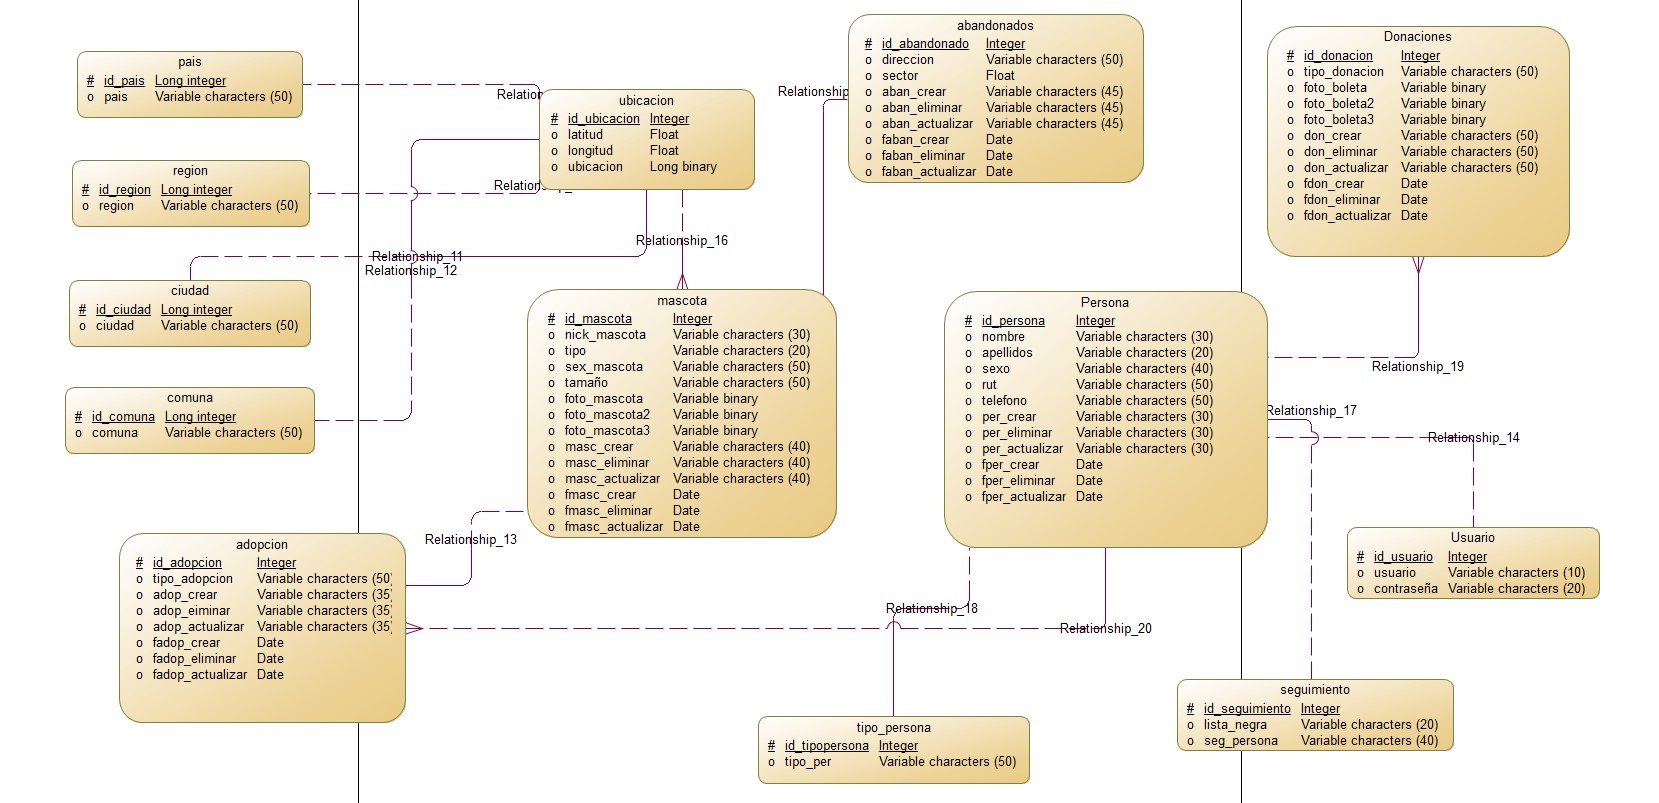 pais
# id_pais Long integer
o pais Variable characters (50)
region
# id_region Long integer
o region Variable characters (50)
ciudad
# id_ciudad Long integer
o ciudad Variable characters (50)
comuna
# id_comuna Long integer
o comuna Variable characters (50)
Relation
Relations_
Relationship_11
Relationship_12
ubicacion
# id_ubicacion Integer
o latitud Float
o longitud Float
o ubicacion Long binary
Relationship_16
abandonados
# id_abandonado Integer
o direccion Variable characters (50)
o sector Float
o aban_crear Variable characters (45)
o aban_eliminar Variable characters (45)
o aban_actualizar Variable characters (45)
o faban_crear Date
o faban_eliminar Date
o faban_actualizar Date
Relationship
Donaciones
# id_donacion Integer
o tipo_donacion Variable characters (50)
o foto_boleta Variable binary
o foto_boleta2 Variable binary
o foto_boleta3 Variable binary
o don_crear Variable characters (50)
o don_eliminar Variable characters (50)
o don_actualizar Variable characters (50)
o fdon_crear Date
o fdon_eliminar Date
o fdon_actualizar Date
mascota
# id_mascota Integer
o nick_mascota Variable characters (30)
o tipo Variable characters (20)
o sex_mascota Variable characters (50)
o tamaño Variable characters (50)
o foto_mascota Variable binary
o foto_mascota2 Variable binary
o foto_mascota3 Variable binary
o masc_crear Variable characters (40)
o masc_eliminar Variable characters (40)
o masc_actualizar Variable characters (40)
o fmasc_crear Date
o fmasc_eliminar Date
o fmasc_actualizar Date
Persona
# id_persona Integer
o nombre Variable characters (30)
o apellidos Variable characters (20)
o sexo Variable characters (40)
o rut Variable characters (50)
o telefono Variable characters (50)
o per_crear Variable characters (30)
o per_eliminar Variable characters (30)
o per_actualizar Variable characters (30)
o fper_crear Date
o fper_eliminar Date
o fper_actualizar Date
Relationship_19
Relationship_17
Relationship_14
Relationship_13
adopcion
# id_adopcion Integer
o tipo_adopcion Variable characters (50)
o adop_crear Variable characters (35)
o adop_eiminar Variable characters (35)
o adop_actualizar Variable characters (35)
o fadop_crear Date
o fadop_eliminar Date
o fadop_actualizar Date
Usuario
# id_usuario Integer
o usuario Variable characters (10)
o contraseña Variable characters (20)
Relationship_18
Relationship_20
seguimiento
# id_seguimiento Integer
o lista_negra Variable characters (20)
o seg_persona Variable characters (40)
tipo_persona
# id_tipopersona Integer
o tipo_per Variable characters (50)